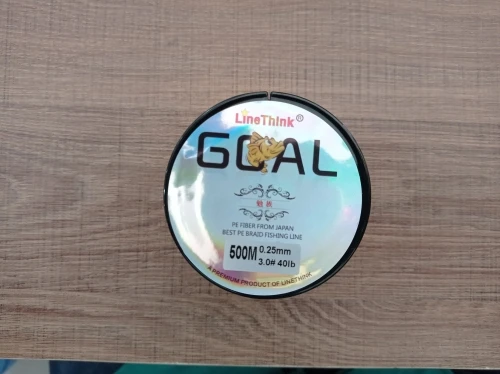 LineThink®
GOAL
PE FIBER FROM JAPAN
BEST PE BRAID FISHING LINE
500M 0.25mm
3.0# 40lb
A PREMIUM PRODUCT OF LINETHINK